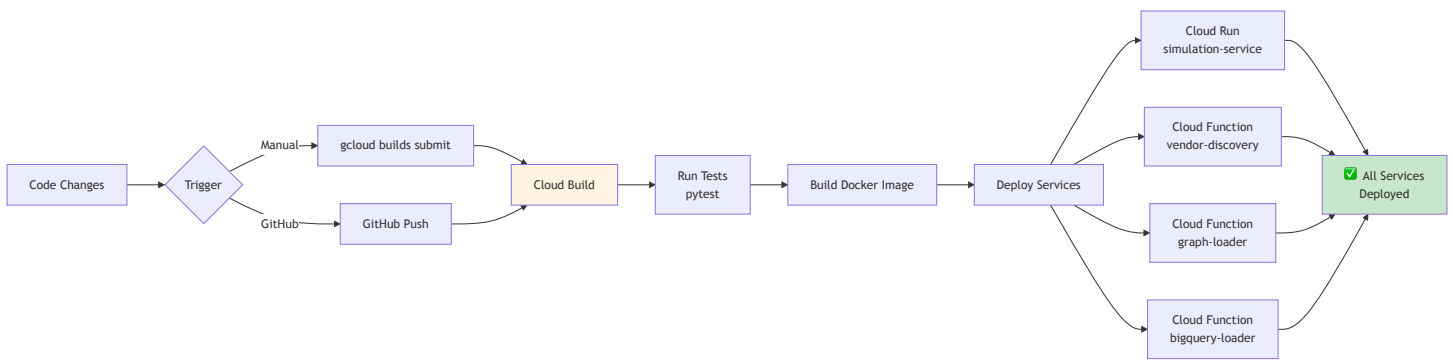 Code Changes
Trigger
Manual
GitHub
gcloud builds submit
GitHub Push
Cloud Build
Run Tests
pytest
Build Docker Image
Deploy Services
Cloud Run
simulation-service
Cloud Function
vendor-discovery
Cloud Function
graph-loader
Cloud Function
bigquery-loader
✅ All Services
Deployed